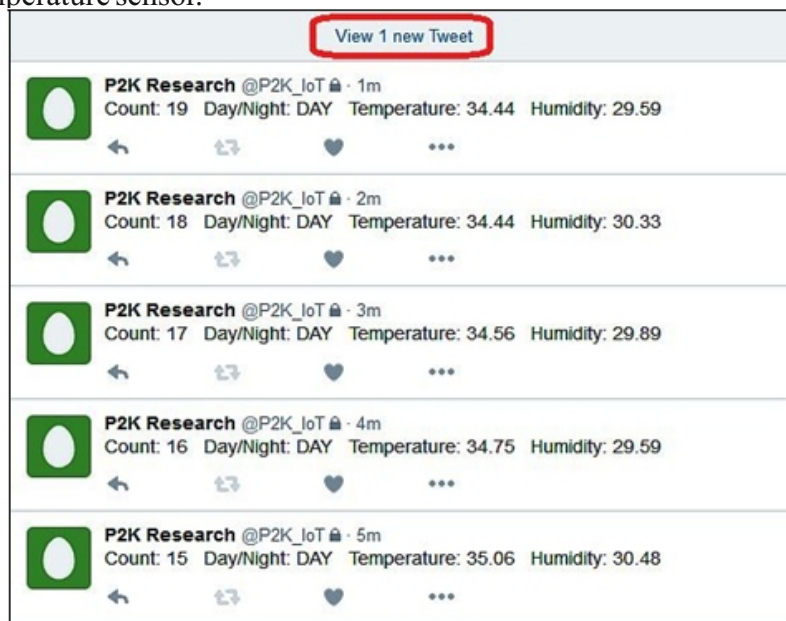 perature sensor.
View 1 new Tweet
P2K Research @P2K_IoT · 1m
Count: 19 Day/Night: DAY Temperature: 34.44 Humidity: 29.59
P2K Research @P2K_IoT · 2m
Count: 18 Day/Night: DAY Temperature: 34.44 Humidity: 30.33
P2K Research @P2K_IoT · 3m
Count: 17 Day/Night: DAY Temperature: 34.56 Humidity: 29.89
P2K Research @P2K_IoT · 4m
Count: 16 Day/Night: DAY Temperature: 34.75 Humidity: 29.59
P2K Research @P2K_IoT · 5m
Count: 15 Day/Night: DAY Temperature: 35.06 Humidity: 30.48